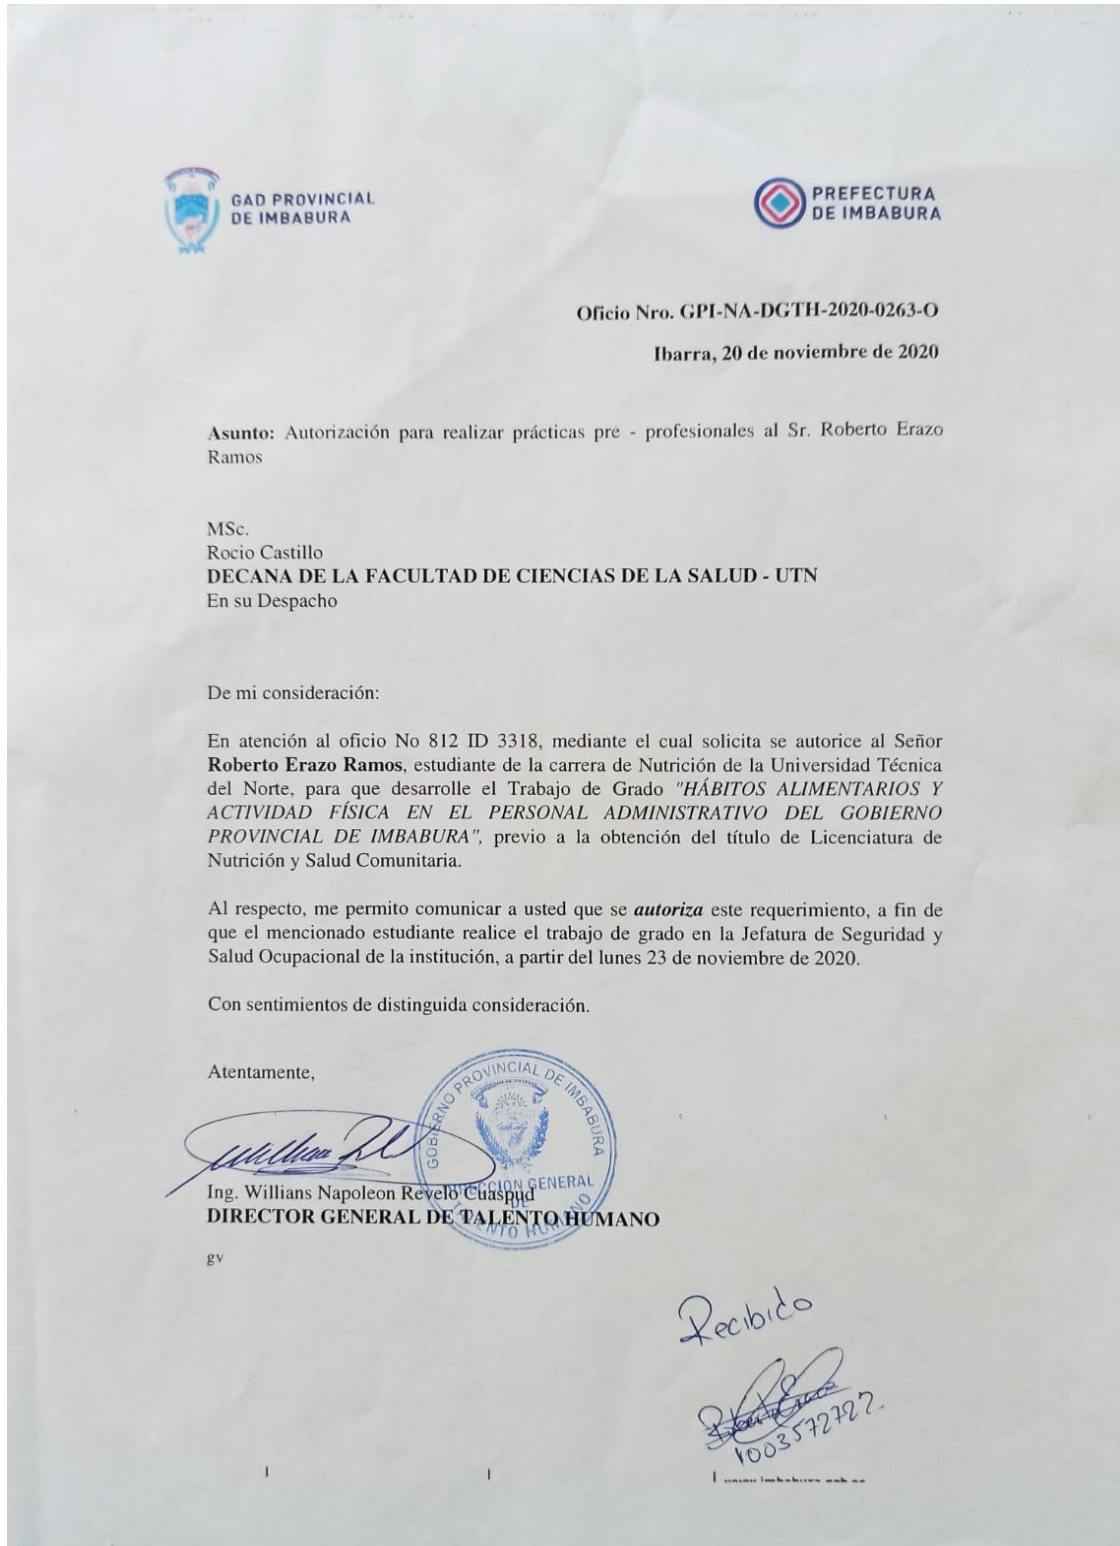 GAD PROVINCIAL
DE IMBABURA
PREFECTURA
DE IMBABURA
Oficio Nro. GPI-NA-DGTH-2020-0263-O
Ibarra, 20 de noviembre de 2020
Asunto: Autorización para realizar prácticas pre - profesionales al Sr. Roberto Erazo
Ramos
MSc.
Rocio Castillo
DECANA DE LA FACULTAD DE CIENCIAS DE LA SALUD - UTN
En su Despacho
De mi consideración:
En atención al oficio No 812 ID 3318, mediante el cual solicita se autorice al Señor
Roberto Erazo Ramos, estudiante de la carrera de Nutrición de la Universidad Técnica
del Norte, para que desarrolle el Trabajo de Grado "HÁBITOS ALIMENTARIOS Y
ACTIVIDAD FÍSICA EN EL PERSONAL ADMINISTRATIVO DEL GOBIERNO
PROVINCIAL DE IMBABURA", previo a la obtención del título de Licenciatura de
Nutrición y Salud Comunitaria.
Al respecto, me permito comunicar a usted que se autoriza este requerimiento, a fin de
que el mencionado estudiante realice el trabajo de grado en la Jefatura de Seguridad y
Salud Ocupacional de la institución, a partir del lunes 23 de noviembre de 2020.
Con sentimientos de distinguida consideración.
Atentamente,
GOBIERNO PROVINCIAL DE IMBABURA
DIRECCIÓN GENERAL
DE
TALENTO HUMANO
Ing. Willians Napoleon Revelo Cuaspud
DIRECTOR GENERAL DE TALENTO HUMANO
gv
Recibido
1003572722.